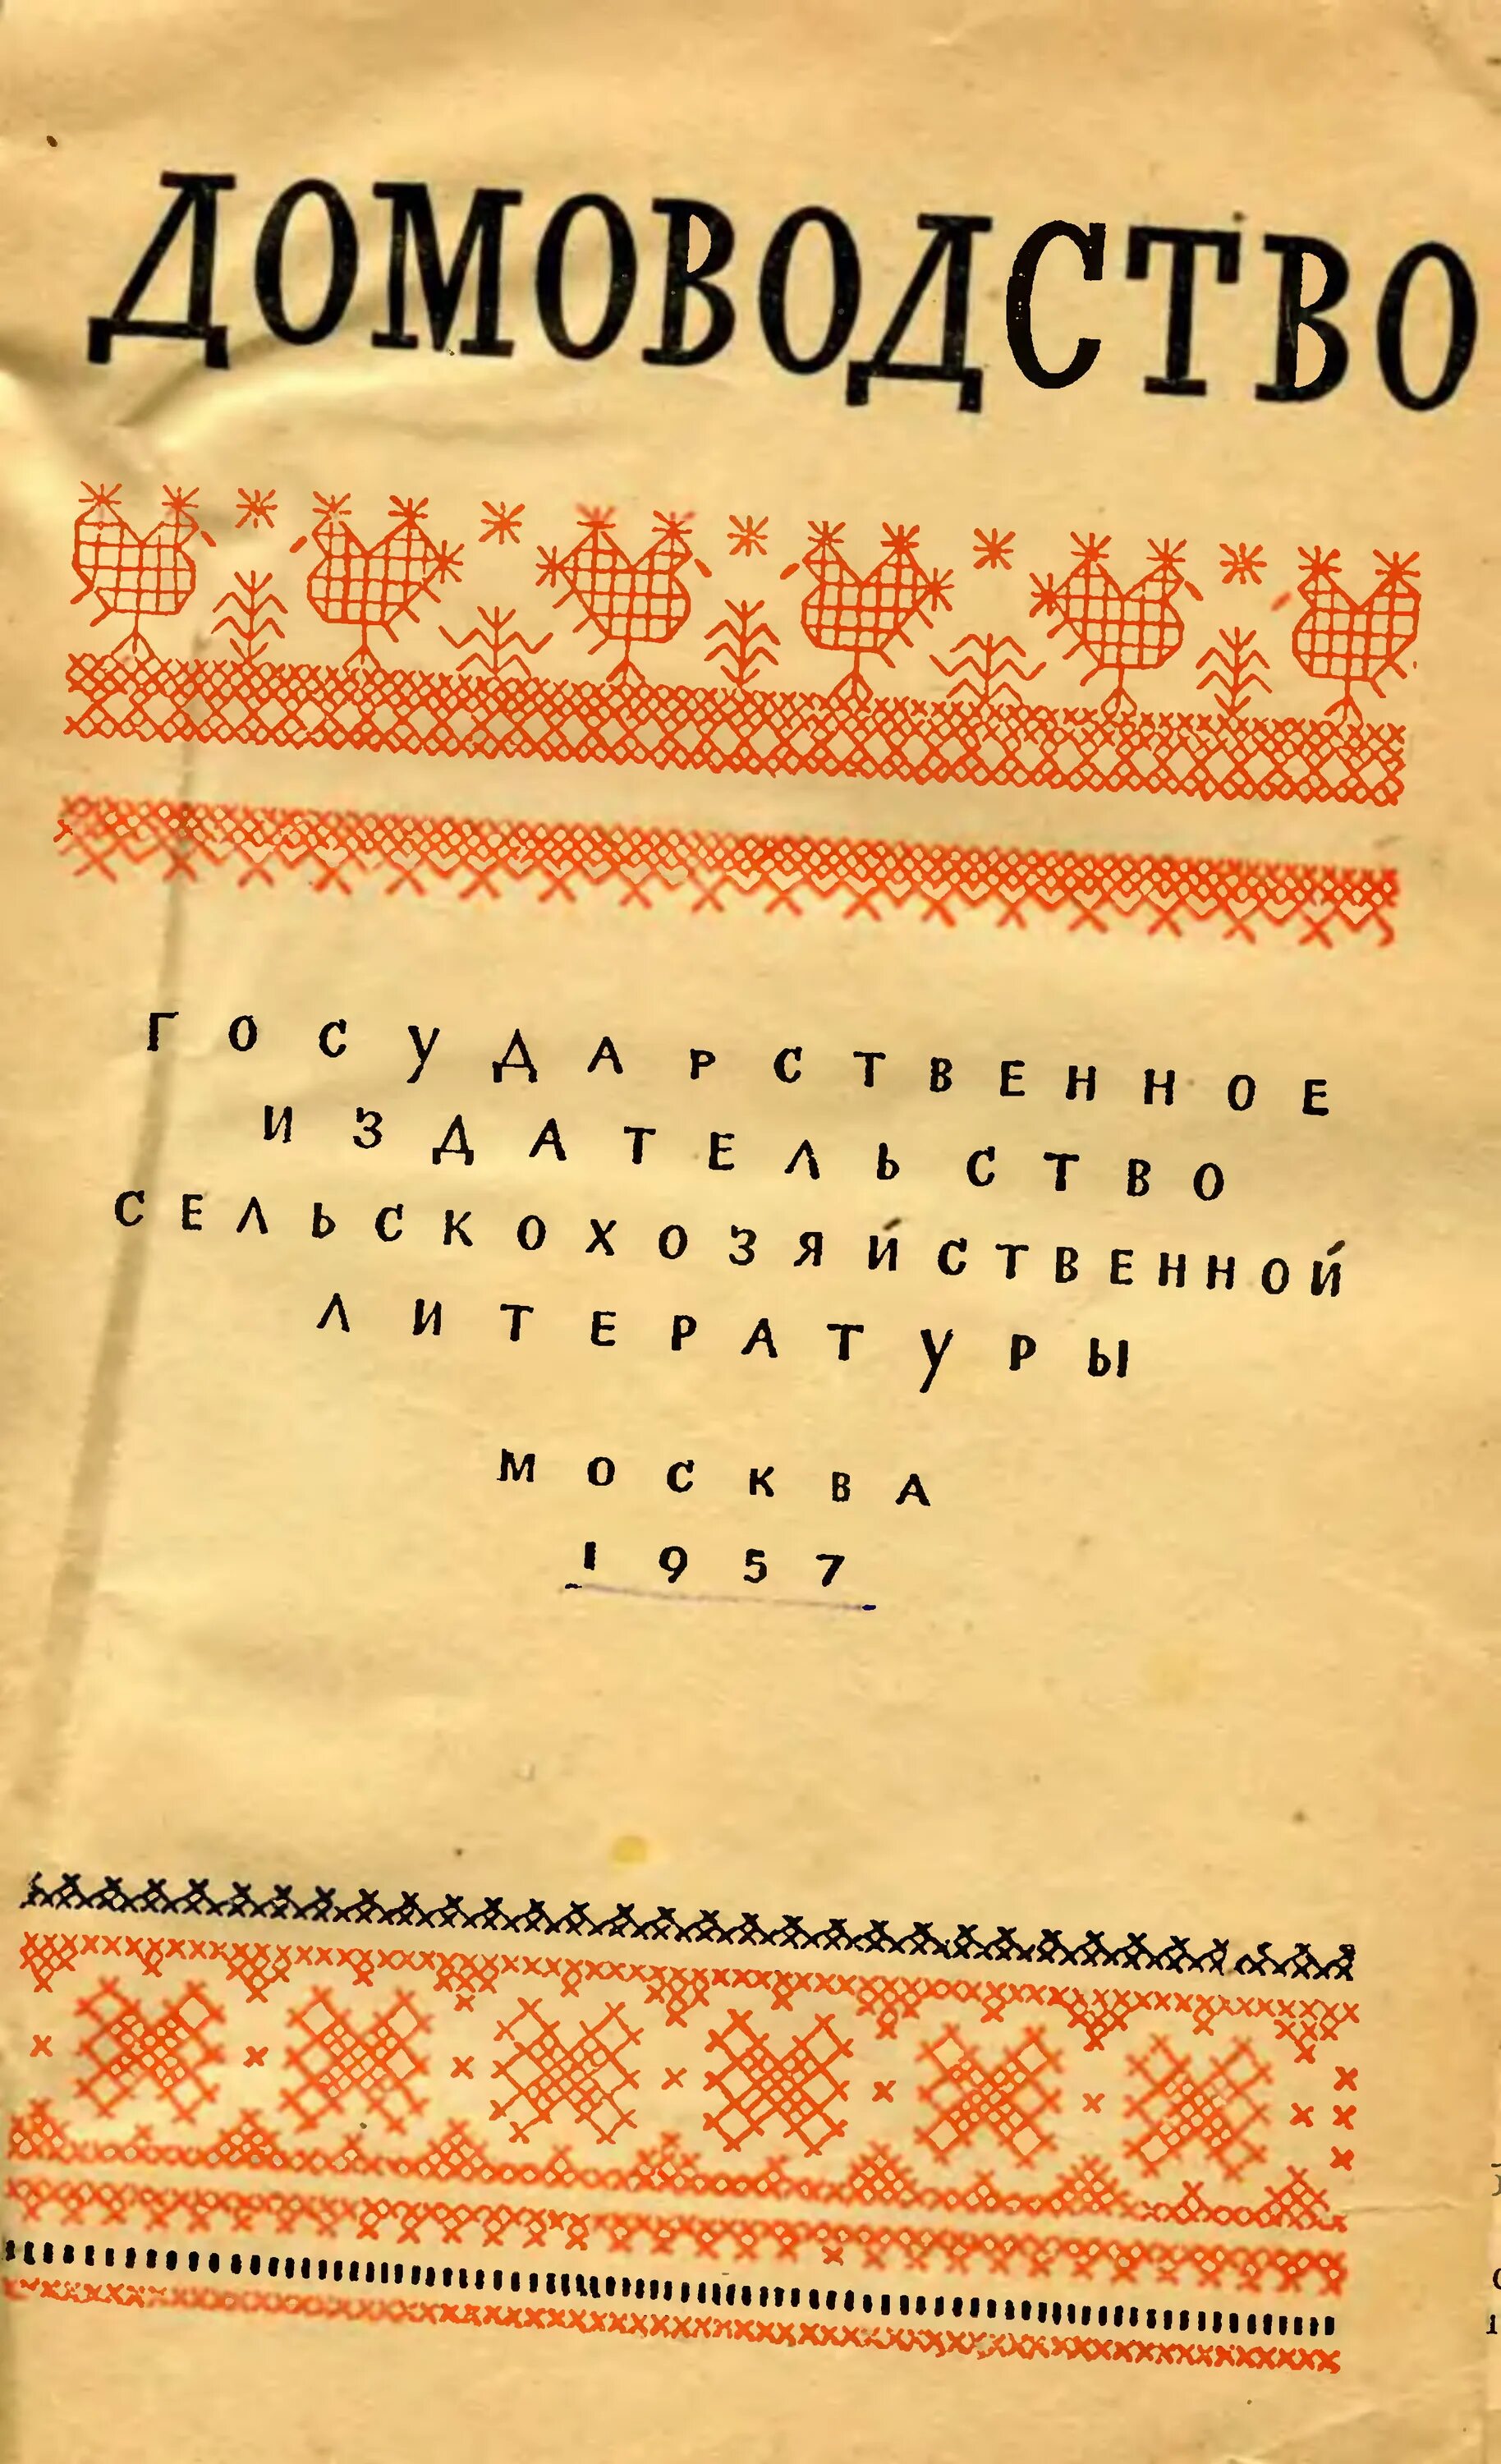 ДОМОВОДСТВО
ГОСУДАРСТВЕННОЕ
ИЗДАТЕЛЬСТВО
СЕЛЬСКОХОЗЯЙСТВЕННОЙ
ЛИТЕРАТУРЫ
МОСКВА
1957